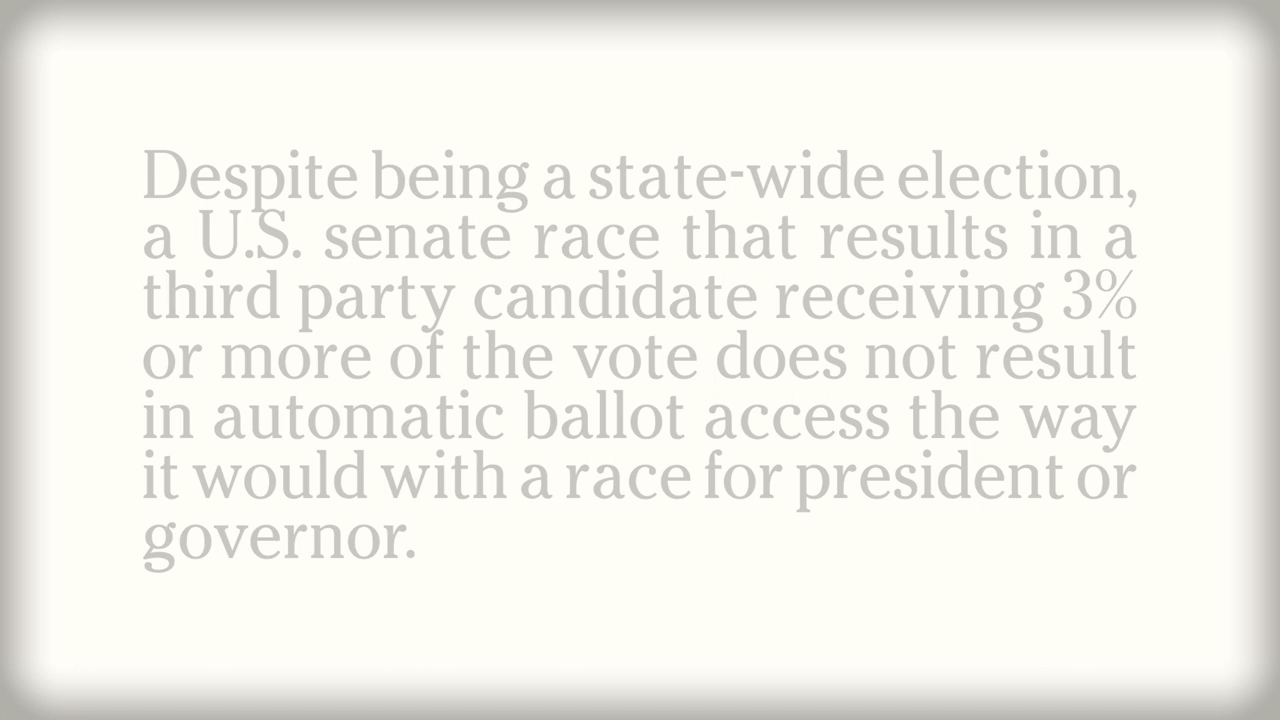 Despite being a state-wide election,
a U.S. senate race that results in a
third party candidate receiving 3%
or more of the vote does not result
in automatic ballot access the way
it would with a race for president or
governor.